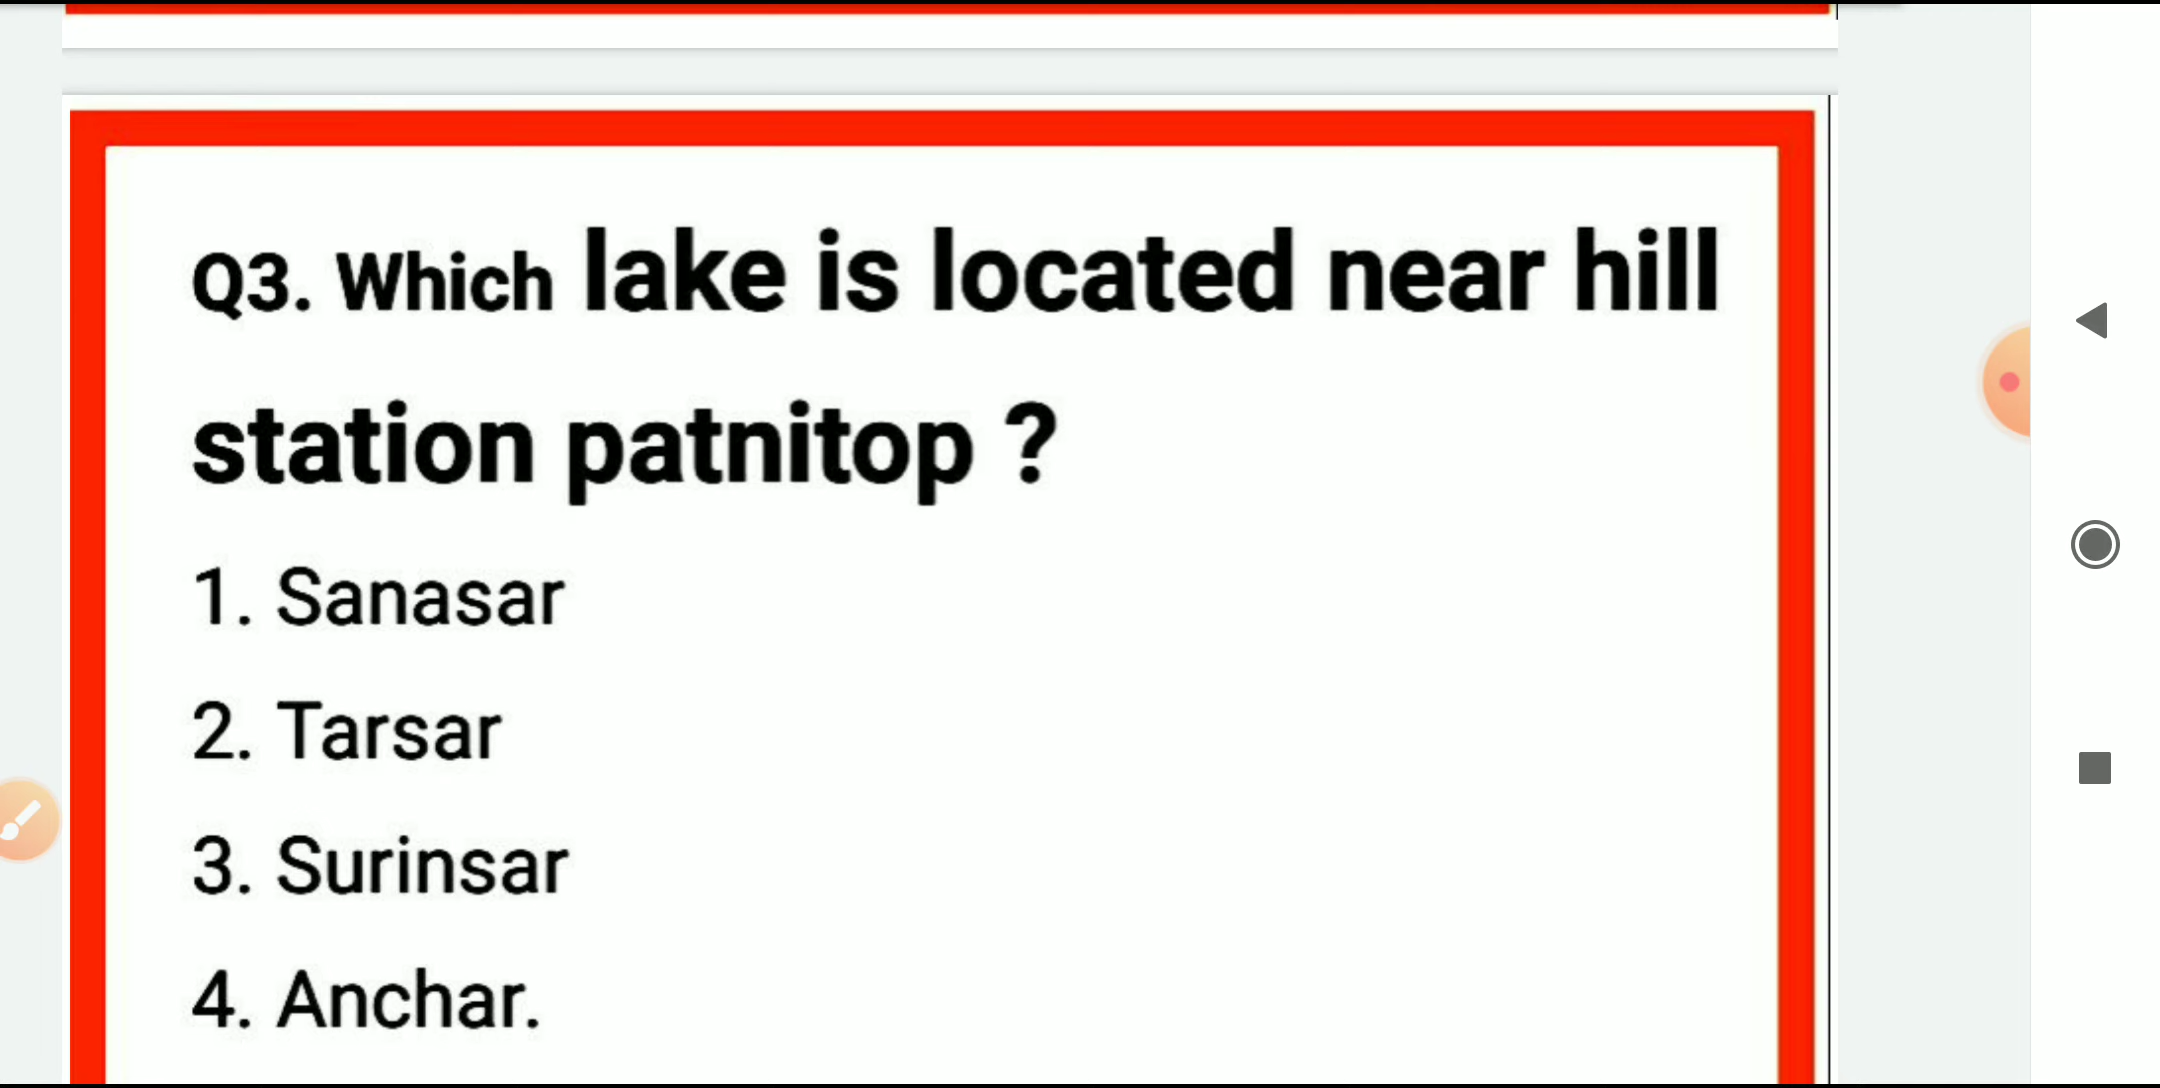 Q3. Which lake is located near hill
station patnitop ?
1. Sanasar
2. Tarsar
3. Surinsar
4. Anchar.